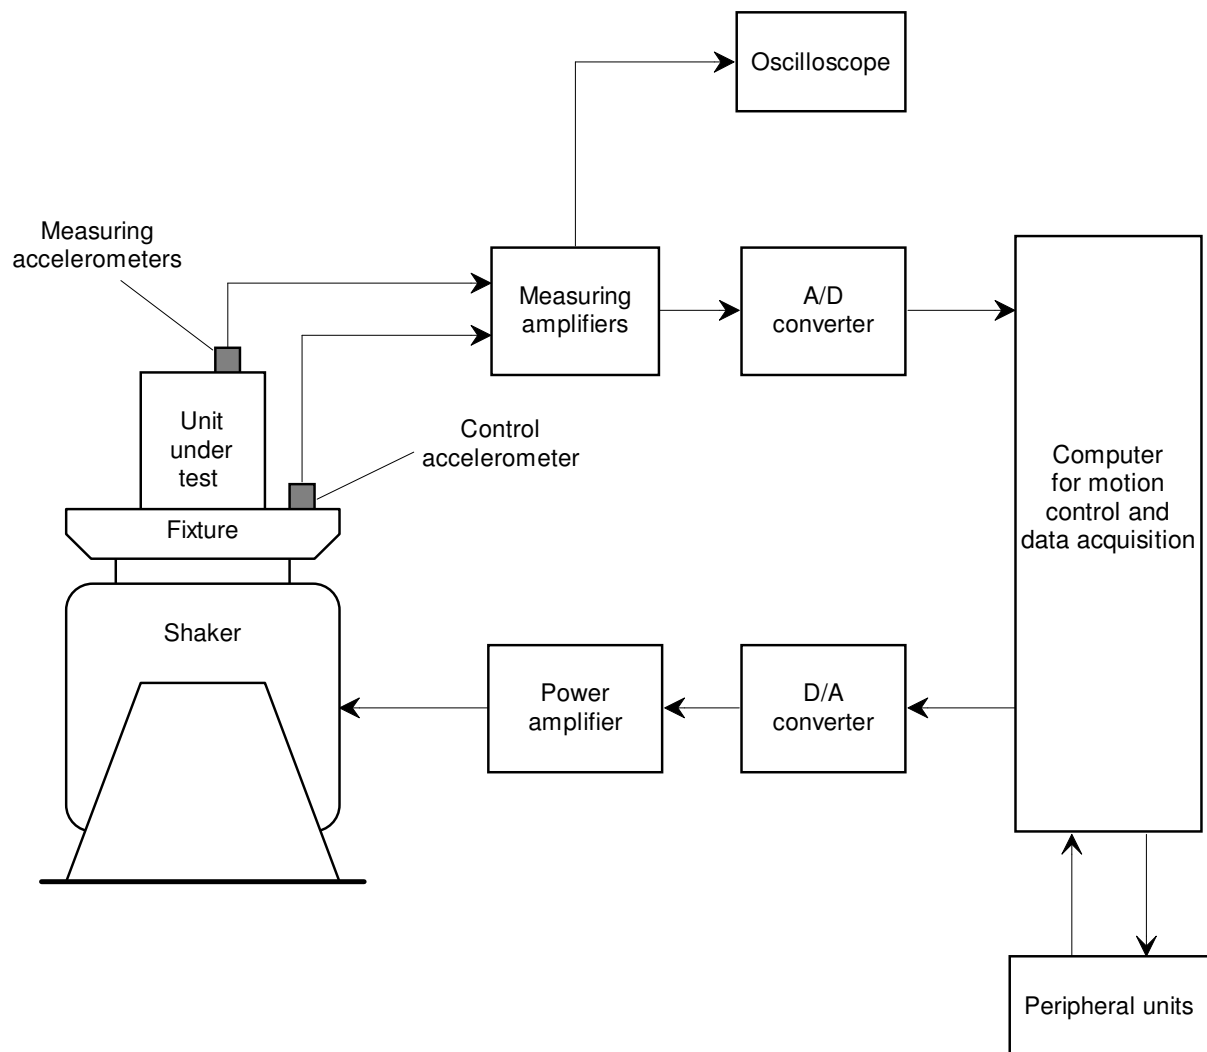 Oscilloscope
Measuring
accelerometers
Measuring
amplifiers
A/D
converter
Unit
under
test
Control
accelerometer
Computer
for motion
control and
data acquisition
Fixture
Shaker
Power
amplifier
D/A
converter
Peripheral units